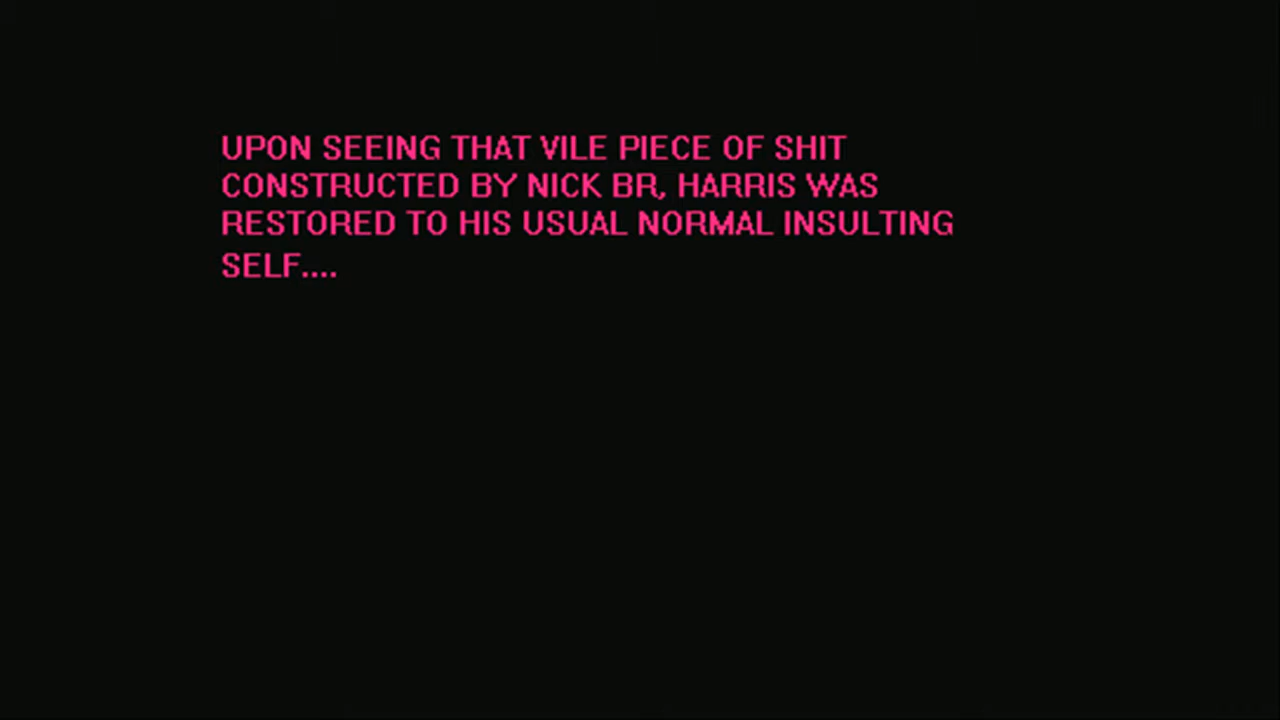 UPON SEEING THAT VILE PIECE OF SHIT
CONSTRUCTED BY NICK BR, HARRIS WAS
RESTORED TO HIS USUAL NORMAL INSULTING
SELF....